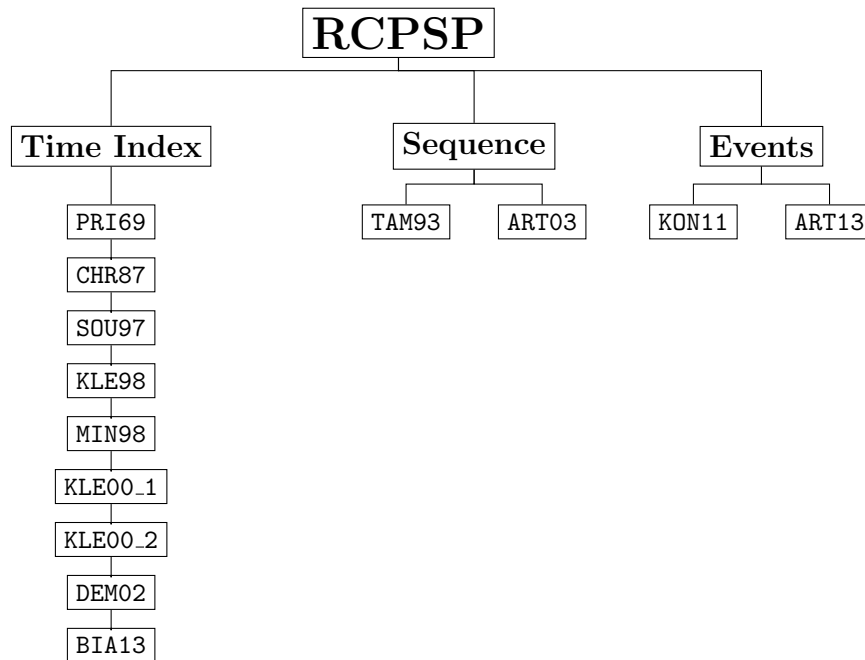 RCPSP
Time Index
Sequence
Events
PRI69
TAM93
ART03
KON11
ART13
CHR87
SOU97
KLE98
MIN98
KLE00_1
KLE00_2
DEM02
BIA13